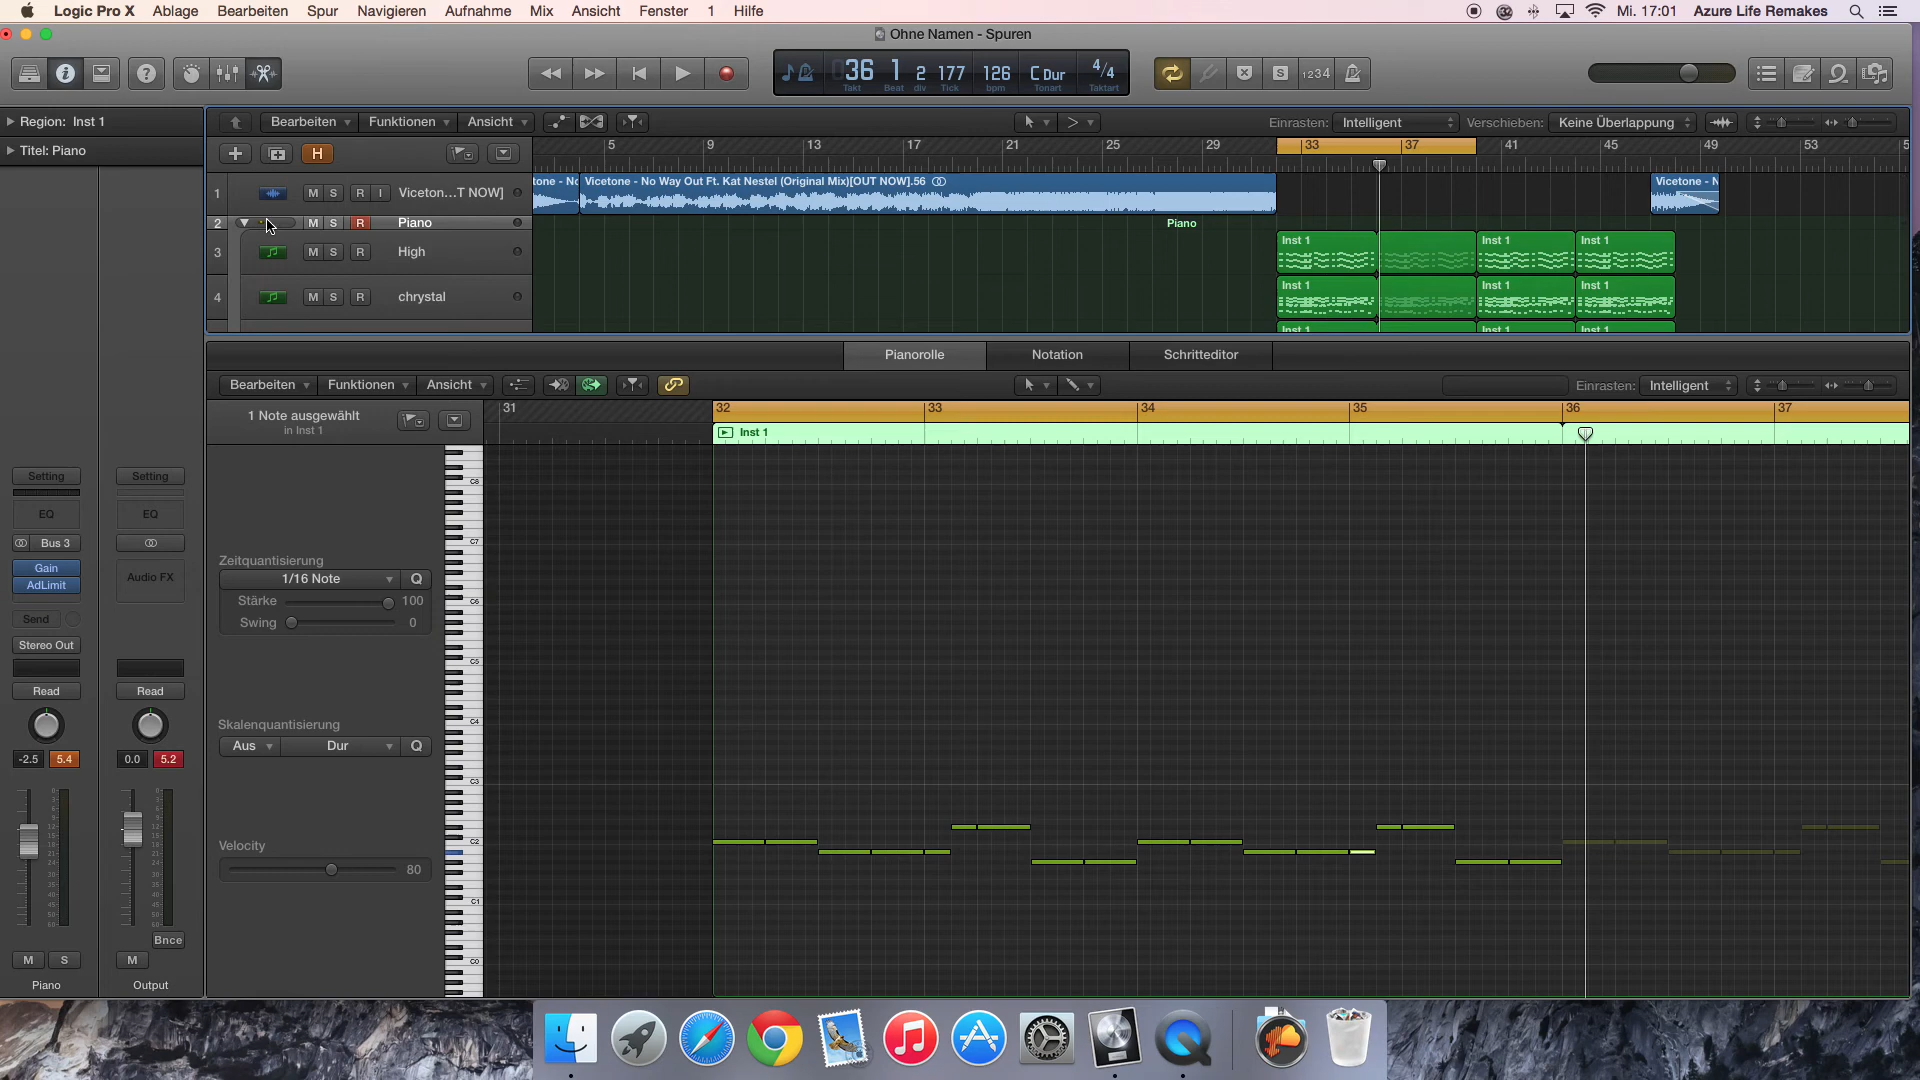 Logic Pro X Ablage Bearbeiten Spur Navigieren Aufnahme Mix Ansicht Fenster 1 Hilfe
32 Mi. 17:01 Azure Life Remakes
Ohne Namen - Spuren
36 1 2 177 126 C Dur 4/4
Takt Beat div Tick bpm Tonart Taktart
S 1234
Region: Inst 1
Titel: Piano
Bearbeiten Funktionen Ansicht
Einrasten: Intelligent Verschieben: Keine Überlappung
H
5 9 13 17 21 25 29 33 37 41 45 49 53
1 M S R I Viceton...T NOW]
Vicetone - No Way Out Ft. Kat Nestel (Original Mix)[OUT NOW].56
Vicetone - N
2 M S R Piano
Piano
3 M S R High
Inst 1 Inst 1 Inst 1
4 M S R chrystal
Inst 1 Inst 1 Inst 1
Inst 1 Inst 1 Inst 1
Pianorolle Notation Schritteditor
Bearbeiten Funktionen Ansicht
Einrasten: Intelligent
1 Note ausgewählt
in Inst 1
31 32 33 34 35 36 37
Inst 1
C8
C7
C6
C5
C4
C3
C2
C1
C0
Zeitquantisierung
1/16 Note Q
Stärke 100
Swing 0
Skalenquantisierung
Aus Dur Q
Velocity
80
Setting Setting
EQ EQ
Bus 3
Gain
AdLimit
Audio FX
Send
Stereo Out
Read Read
-2.5 5.4 0.0 5.2
Bnce
M S M
Piano Output